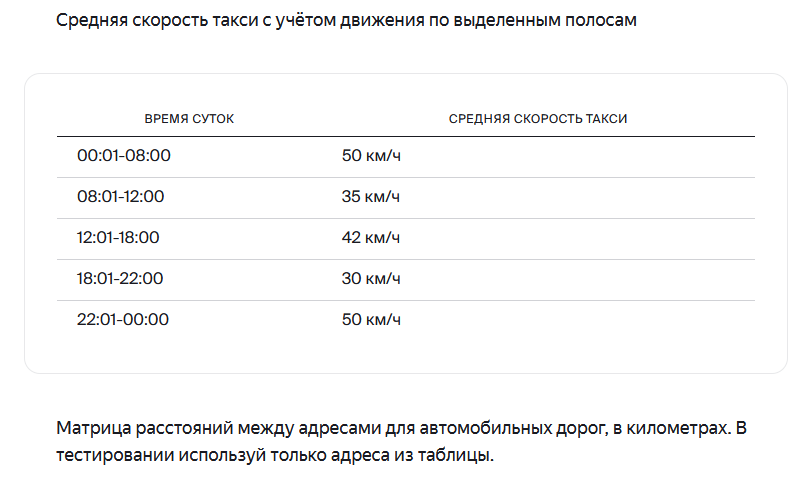 Средняя скорость такси с учётом движения по выделенным полосам
ВРЕМЯ СУТОК СРЕДНЯЯ СКОРОСТЬ ТАКСИ
00:01-08:00 50 км/ч
08:01-12:00 35 км/ч
12:01-18:00 42 км/ч
18:01-22:00 30 км/ч
22:01-00:00 50 км/ч
Матрица расстояний между адресами для автомобильных дорог, в километрах. В
тестировании используй только адреса из таблицы.